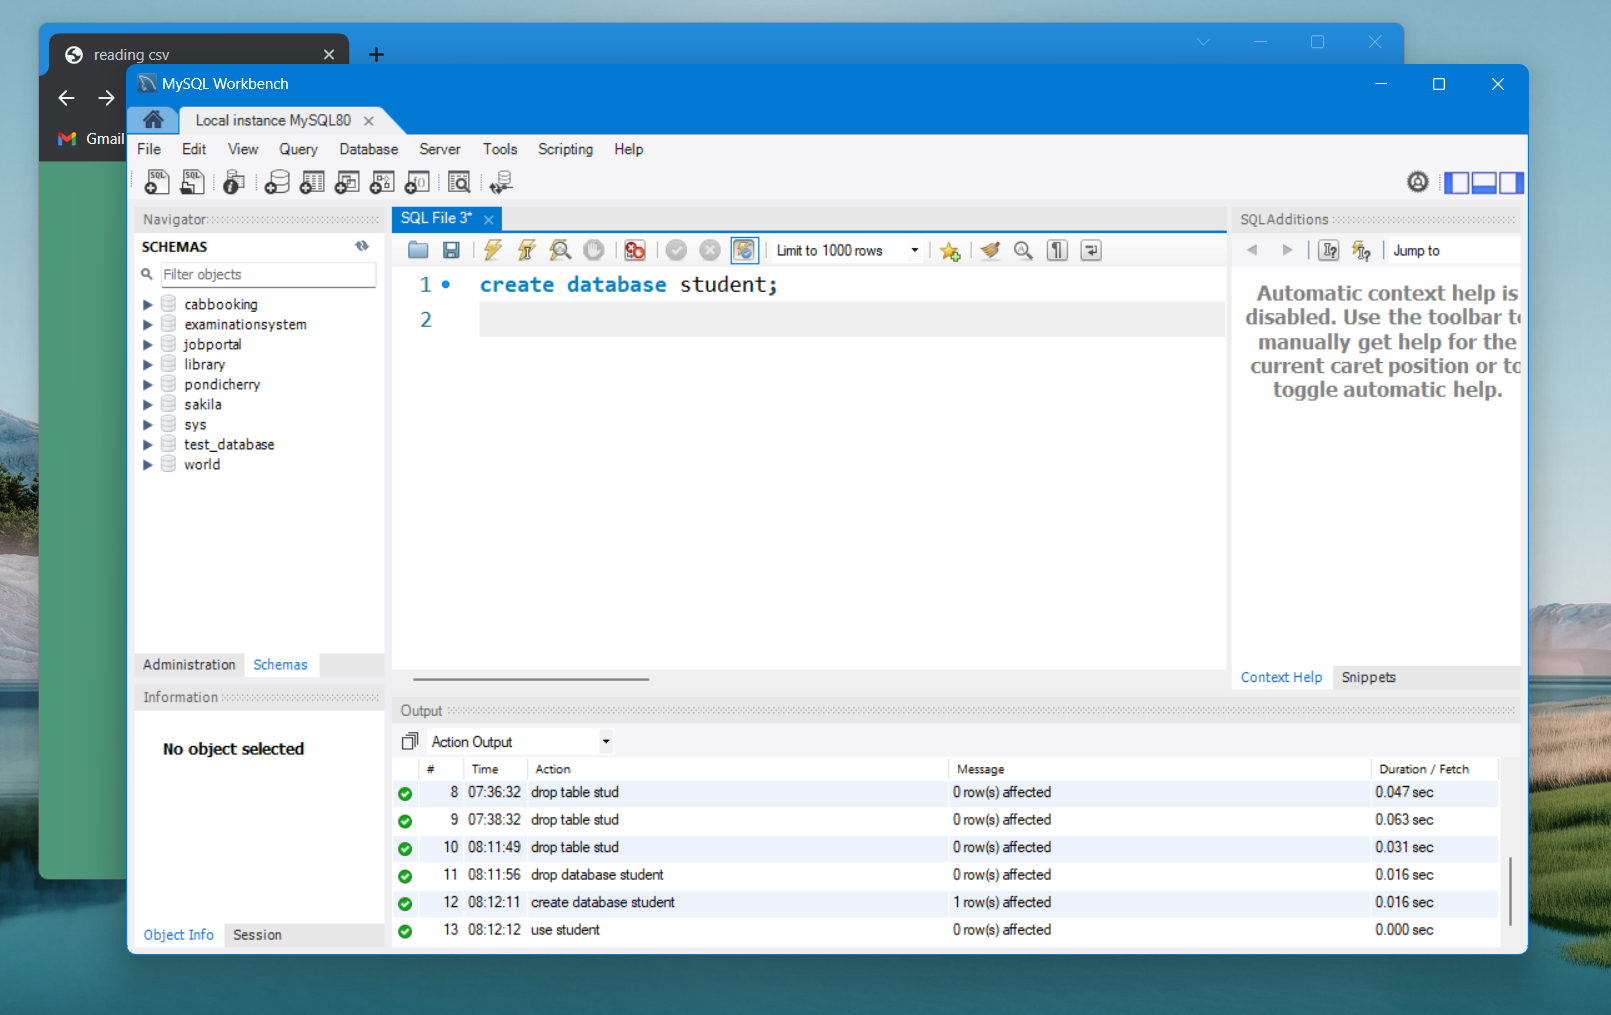 reading csv
Gmail
MySQL Workbench
Local instance MySQL80
File Edit View Query Database Server Tools Scripting Help
Navigator
SCHEMAS
Filter objects
cabbooking
examinationsystem
jobportal
library
pondicherry
sakila
sys
test_database
world
Administration Schemas
Information
No object selected
Object Info Session
SQL File 3*
Limit to 1000 rows
1 create database student;
2
SQLAdditions
Jump to
Automatic context help is
disabled. Use the toolbar to
manually get help for the
current caret position or to
toggle automatic help.
Context Help Snippets
Output
Action Output
# Time Action Message Duration / Fetch
8 07:36:32 drop table stud 0 row(s) affected 0.047 sec
9 07:38:32 drop table stud 0 row(s) affected 0.063 sec
10 08:11:49 drop table stud 0 row(s) affected 0.031 sec
11 08:11:56 drop database student 0 row(s) affected 0.016 sec
12 08:12:11 create database student 1 row(s) affected 0.016 sec
13 08:12:12 use student 0 row(s) affected 0.000 sec